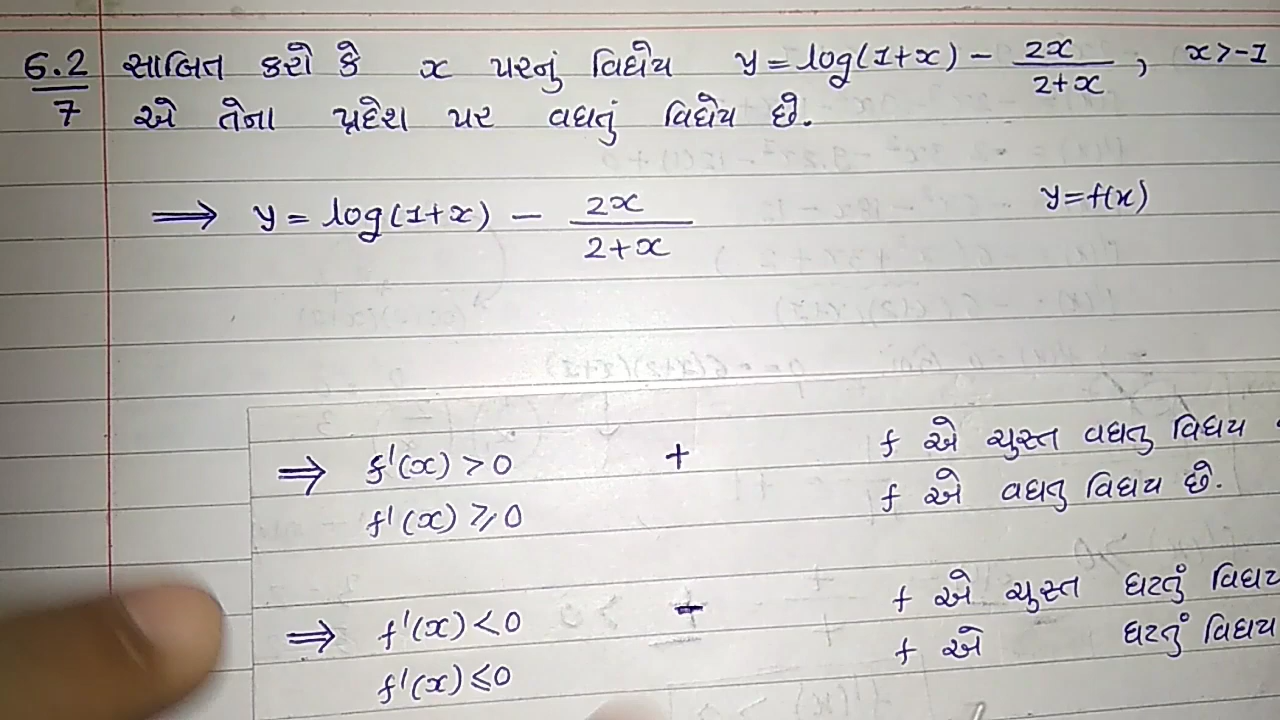 6.2/7 સાબિત કરો કે x પરનું વિધેય y = log(1+x) - 2x/2+x , x>-1
એ તેના પ્રદેશ પર વધતું વિધેય છે.
⟹ y = log(1+x) - 2x/2+x y=f(x)
⟹ f'(x) > 0 + f એ ચુસ્ત વધતુ વિધય
f'(x) ⩾ 0 f એ વધતુ વિધય છે.
⟹ f'(x) < 0 - f એ ચુસ્ત ઘટતું વિધય
f'(x) ⩽ 0 f એ ઘટતું વિધય